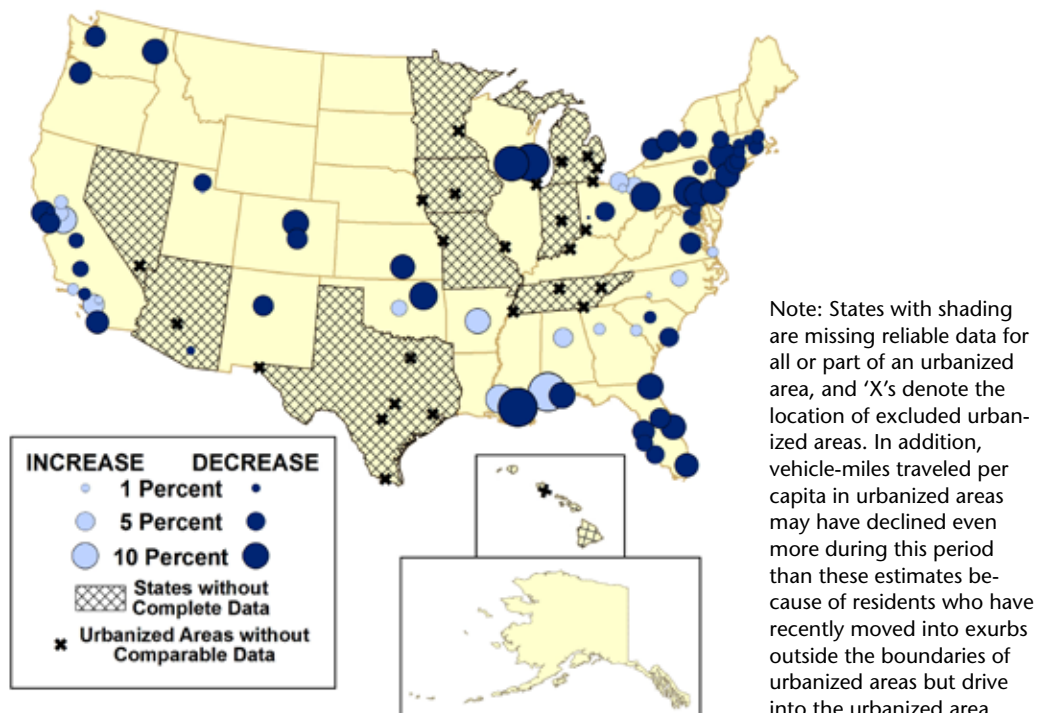 INCREASE DECREASE
1 Percent
5 Percent
10 Percent
States without
Complete Data
Urbanized Areas without
Comparable Data
Note: States with shading
are missing reliable data for
all or part of an urbanized
area, and ‘X’s denote the
location of excluded urban-
ized areas. In addition,
vehicle-miles traveled per
capita in urbanized areas
may have declined even
more during this period
than these estimates be-
cause of residents who have
recently moved into exurbs
outside the boundaries of
urbanized areas but drive
into the urbanized area